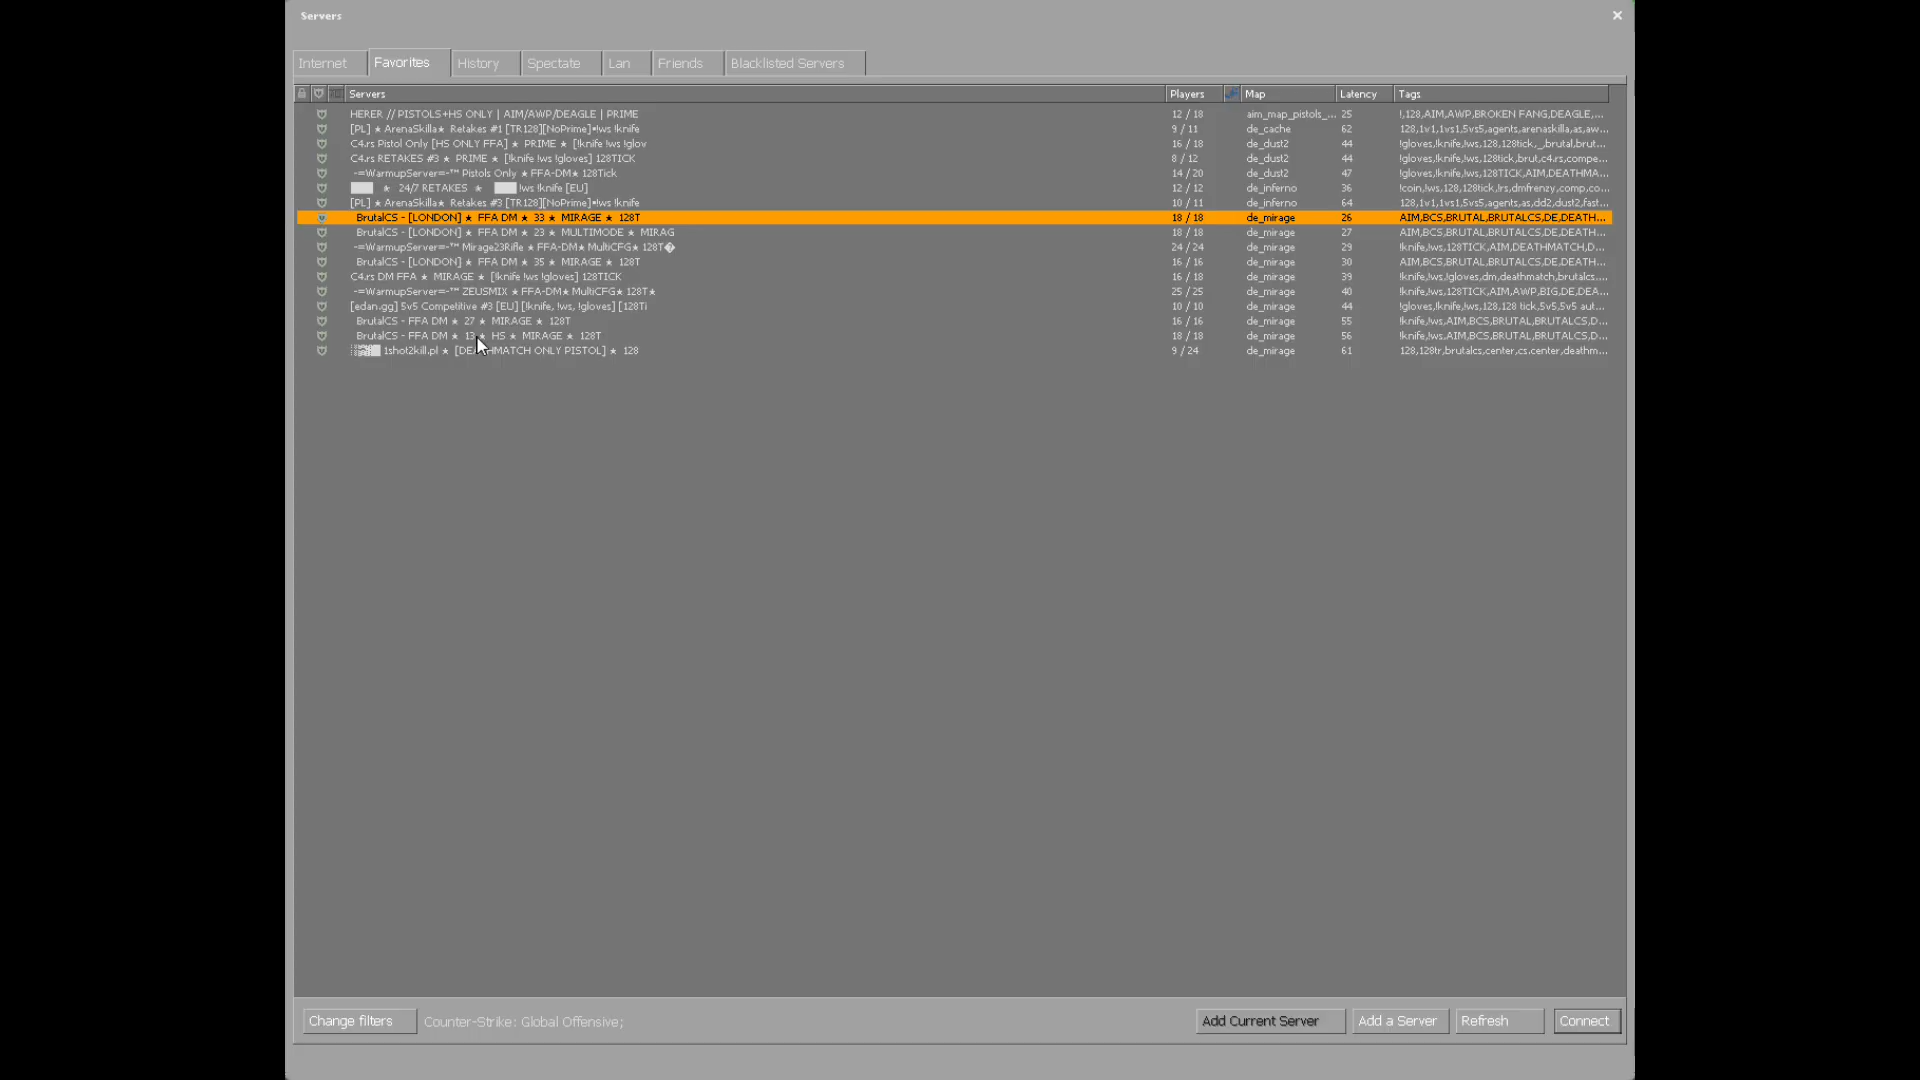 Servers
Internet Favorites History Spectate Lan Friends Blacklisted Servers
Servers Players Map Latency Tags
HERER // PISTOLS+HS ONLY | AIM/AWP/DEAGLE | PRIME 12 / 18 aim_map_pistols_... 25 !,128,AIM,AWP,BROKEN FANG,DEAGLE,...
[PL] ★ ArenaSkilla★ Retakes #1 [TR128][NoPrime]•!ws !knife 9 / 11 de_cache 62 128,1v1,1vs1,5vs5,agents,arenaskilla,as,aw...
C4.rs Pistol Only [HS ONLY FFA] ★ PRIME ★ [!knife !ws !glov 16 / 18 de_dust2 44 !gloves,!knife,!ws,128,128tick,_,brutal,brut...
C4.rs RETAKES #3 ★ PRIME ★ [!knife !ws !gloves] 128TICK 8 / 12 de_dust2 44 !gloves,!knife,!ws,128tick,brut,c4.rs,compe...
-=WarmupServer=-™ Pistols Only ★ FFA-DM★ 128Tick 14 / 20 de_dust2 47 !gloves,!knife,!ws,128TICK,AIM,DEATHMA...
★ 24/7 RETAKES ★ !ws !knife [EU] 12 / 12 de_inferno 36 !coin,!ws,128,128tick,!rs,dmfrenzy,comp,co...
[PL] ★ ArenaSkilla★ Retakes #3 [TR128][NoPrime]•!ws !knife 10 / 11 de_inferno 64 128,1v1,1vs1,5vs5,agents,as,dd2,dust2,fast...
BrutalCS - [LONDON] ★ FFA DM ★ 33 ★ MIRAGE ★ 128T 18 / 18 de_mirage 26 AIM,BCS,BRUTAL,BRUTALCS,DE,DEATH...
BrutalCS - [LONDON] ★ FFA DM ★ 23 ★ MULTIMODE ★ MIRAG 18 / 18 de_mirage 27 AIM,BCS,BRUTAL,BRUTALCS,DE,DEATH...
-=WarmupServer=-™ Mirage23Rifle ★ FFA-DM★ MultiCFG★ 128T� 24 / 24 de_mirage 29 !knife,!ws,128TICK,AIM,DEATHMATCH,D...
BrutalCS - [LONDON] ★ FFA DM ★ 35 ★ MIRAGE ★ 128T 16 / 16 de_mirage 30 AIM,BCS,BRUTAL,BRUTALCS,DE,DEATH...
C4.rs DM FFA ★ MIRAGE ★ [!knife !ws !gloves] 128TICK 16 / 18 de_mirage 39 !knife,!ws,!gloves,dm,deathmatch,brutalcs....
-=WarmupServer=-™ ZEUSMIX ★ FFA-DM★ MultiCFG★ 128T★ 25 / 25 de_mirage 40 !knife,!ws,128TICK,AIM,AWP,BIG,DE,DEA...
[edan.gg] 5v5 Competitive #3 [EU] [!knife, !ws, !gloves] [128Ti 10 / 10 de_mirage 44 !gloves,!knife,!ws,128,128 tick,5v5,5v5 aut...
BrutalCS - FFA DM ★ 27 ★ MIRAGE ★ 128T 16 / 16 de_mirage 55 !knife,!ws,AIM,BCS,BRUTAL,BRUTALCS,D...
BrutalCS - FFA DM ★ 13 ★ HS ★ MIRAGE ★ 128T 18 / 18 de_mirage 56 !knife,!ws,AIM,BCS,BRUTAL,BRUTALCS,D...
1shot2kill.pl ★ [DEATHMATCH ONLY PISTOL] ★ 128 9 / 24 de_mirage 61 128,128tr,brutalcs,center,cs.center,deathm...
Change filters Counter-Strike: Global Offensive; Add Current Server Add a Server Refresh Connect